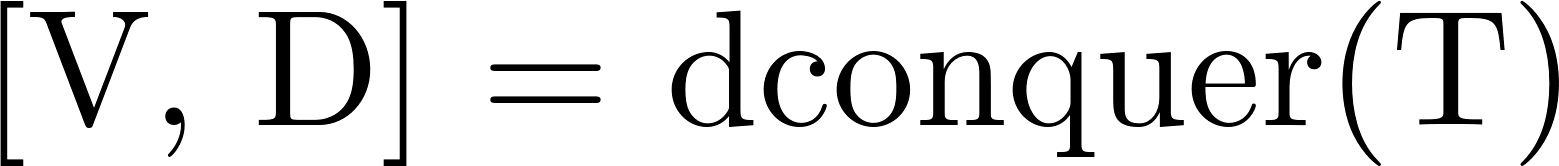 [V, D] = dconquer(T)